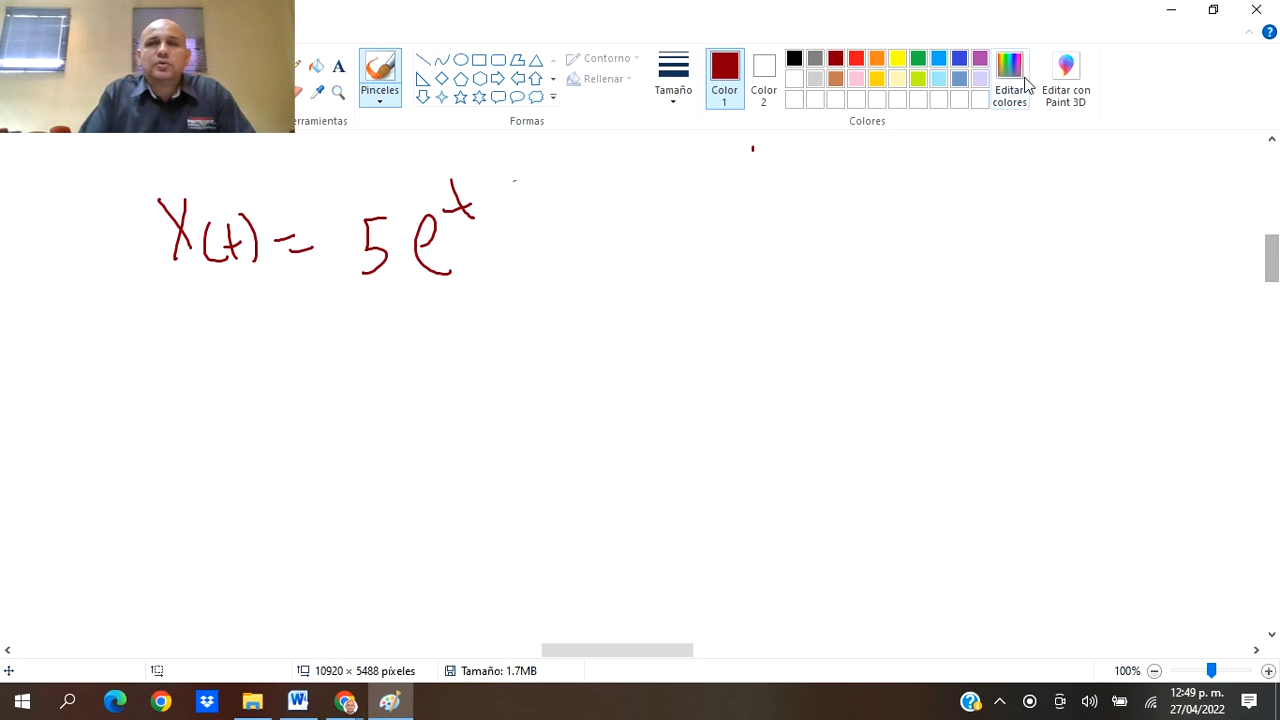 Pinceles
Tamaño
Contorno
Rellenar
Color
1
Color
2
Editar
colores
Editar con
Paint 3D
erramientas
Formas
Colores
X(t) = 5 e^t
10920 × 5488 píxeles
Tamaño: 1.7MB
100%
12:49 p. m.
27/04/2022